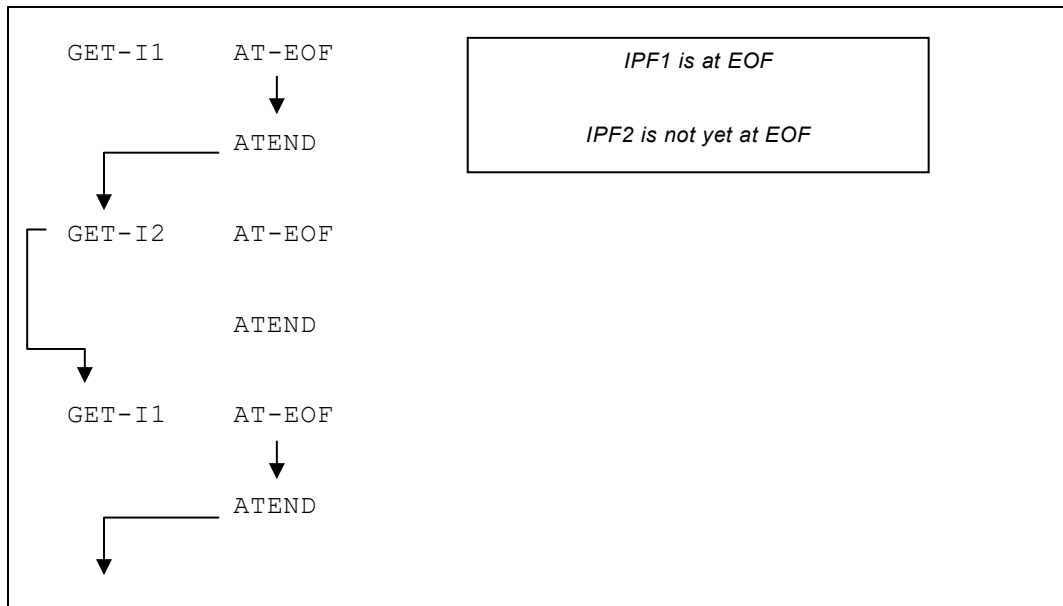 GET-I1 AT-EOF
IPF1 is at EOF
ATEND
IPF2 is not yet at EOF
GET-I2 AT-EOF
ATEND
GET-I1 AT-EOF
ATEND